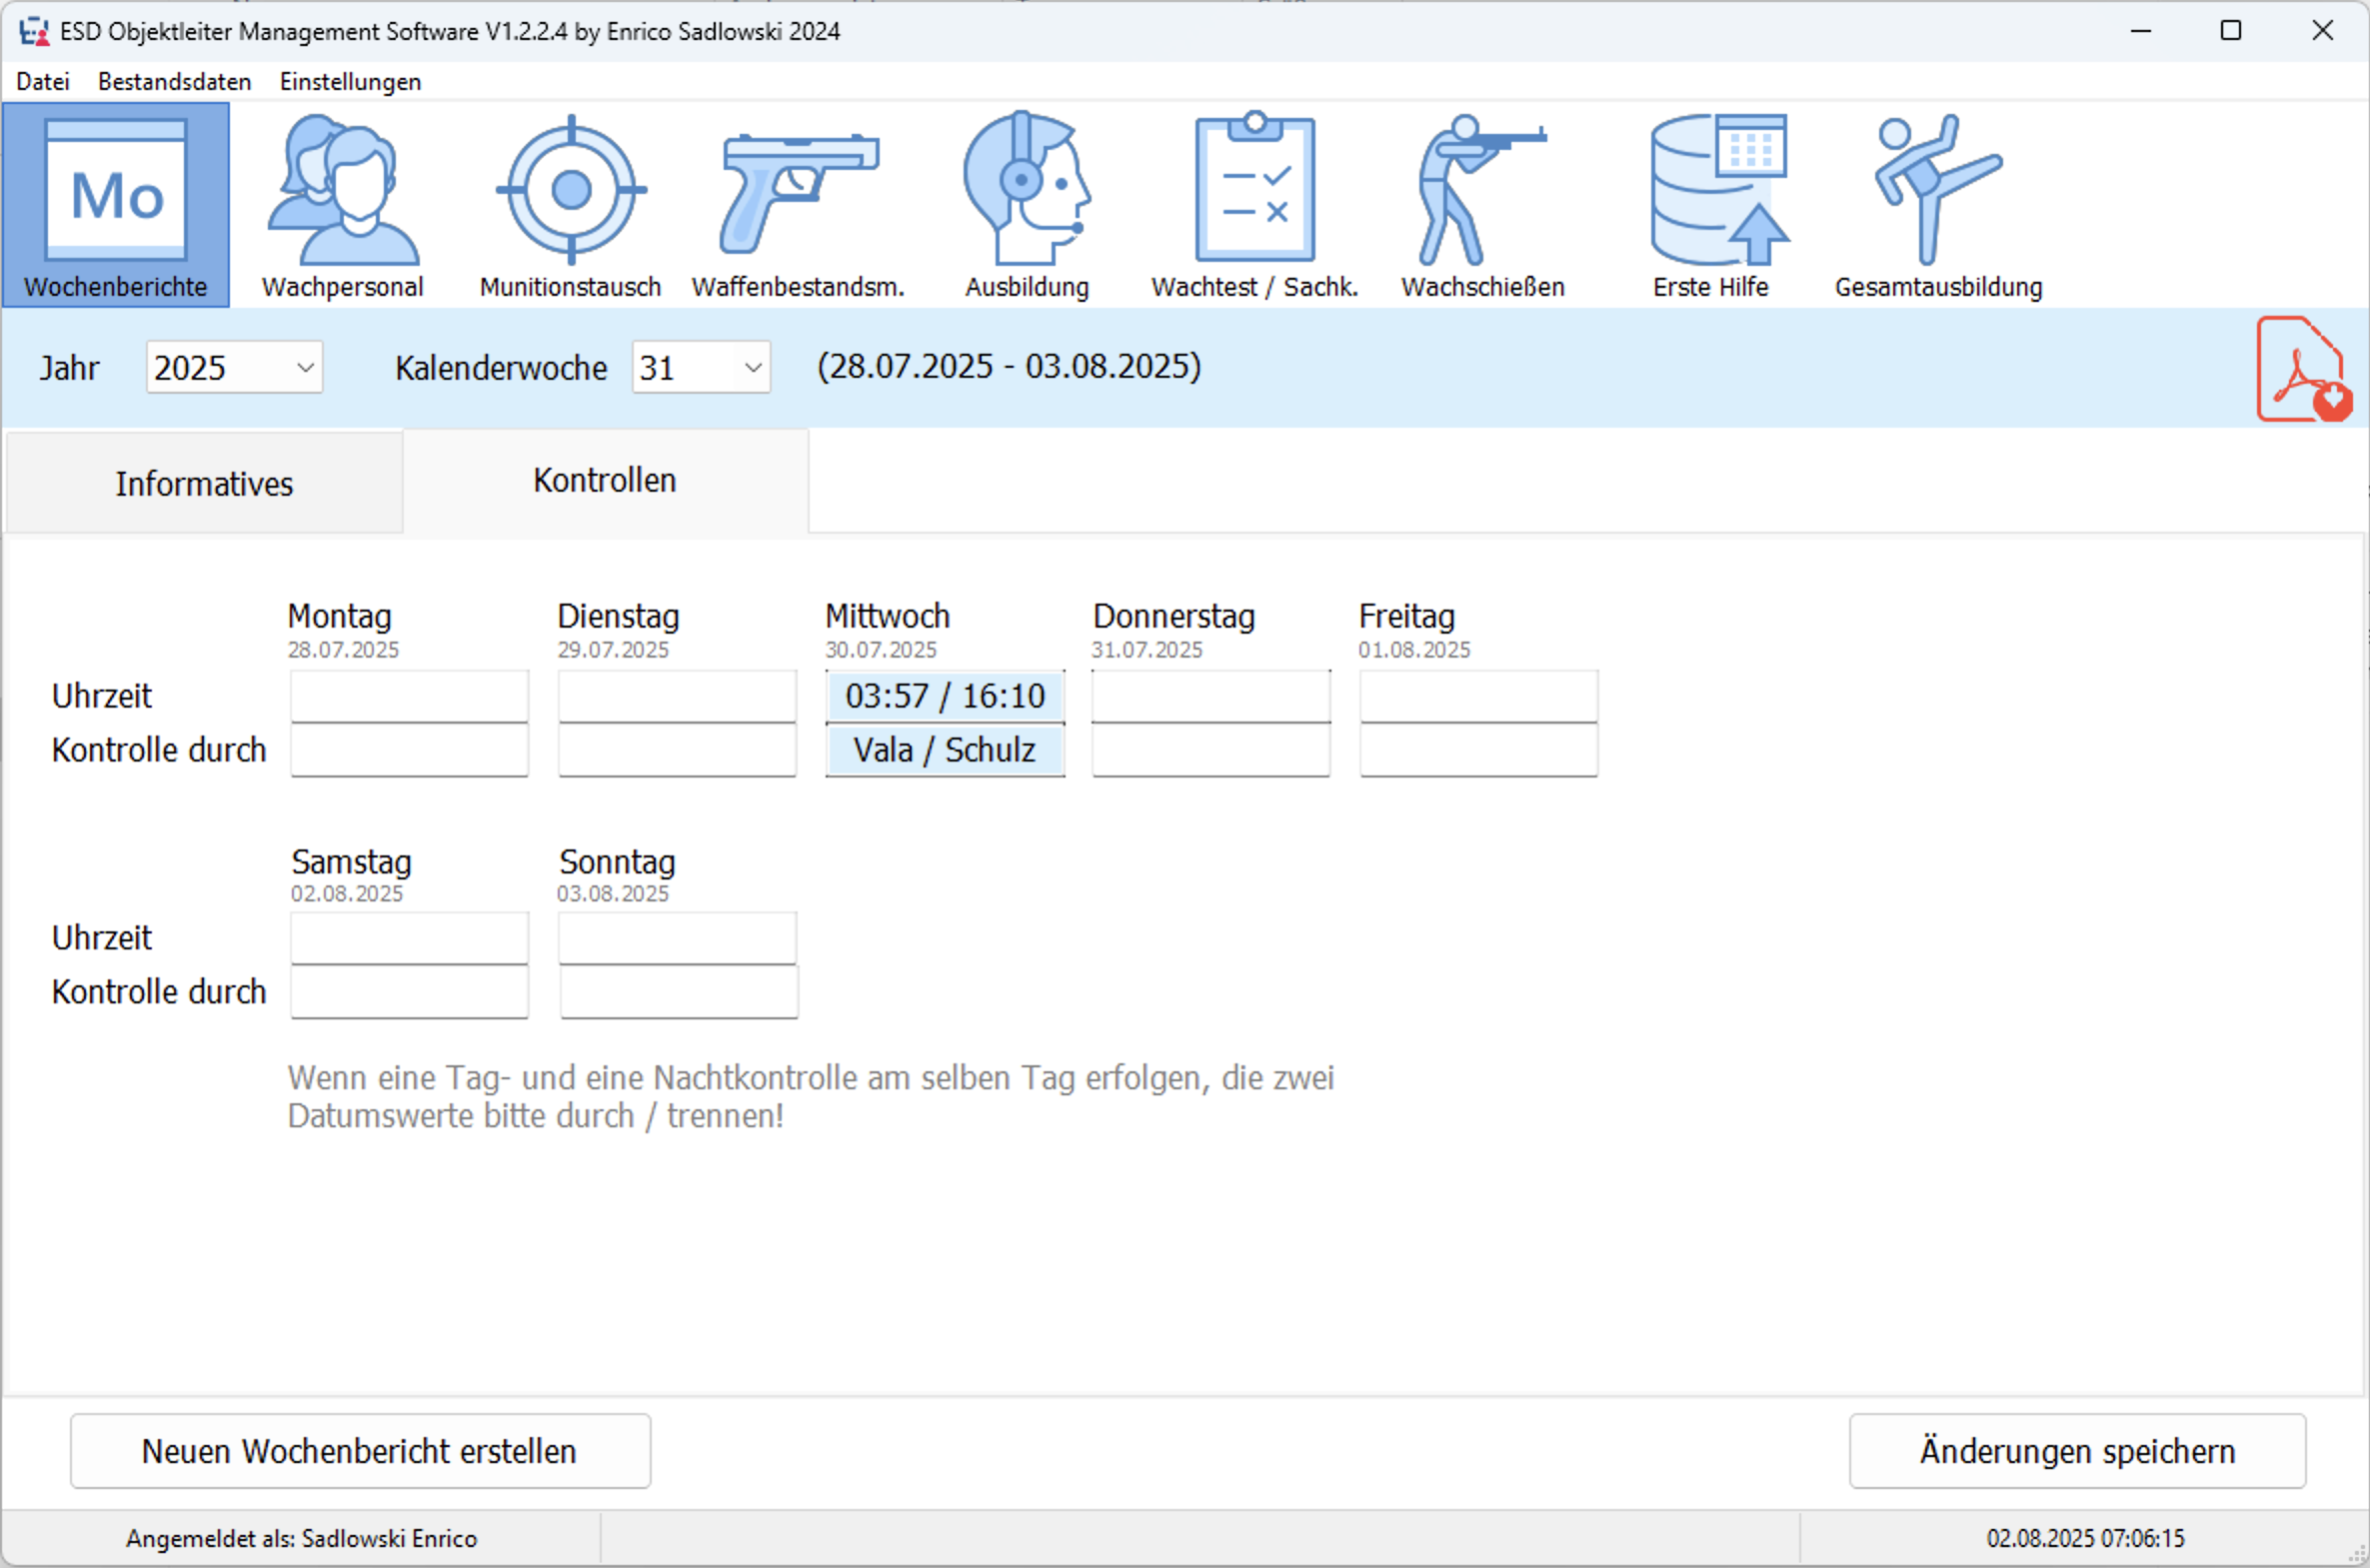 ESD Objektleiter Management Software V1.2.2.4 by Enrico Sadlowski 2024
Datei Bestandsdaten Einstellungen
Mo
Wochenberichte Wachpersonal Munitionstausch Waffenbestandsm. Ausbildung Wachtest / Sachk. Wachschießen Erste Hilfe Gesamtausbildung
Jahr 2025 Kalenderwoche 31 (28.07.2025 - 03.08.2025)
Informatives Kontrollen
Montag Dienstag Mittwoch Donnerstag Freitag
28.07.2025 29.07.2025 30.07.2025 31.07.2025 01.08.2025
Uhrzeit 03:57 / 16:10
Kontrolle durch Vala / Schulz
Samstag Sonntag
02.08.2025 03.08.2025
Uhrzeit
Kontrolle durch
Wenn eine Tag- und eine Nachtkontrolle am selben Tag erfolgen, die zwei
Datumswerte bitte durch / trennen!
Neuen Wochenbericht erstellen Änderungen speichern
Angemeldet als: Sadlowski Enrico 02.08.2025 07:06:15